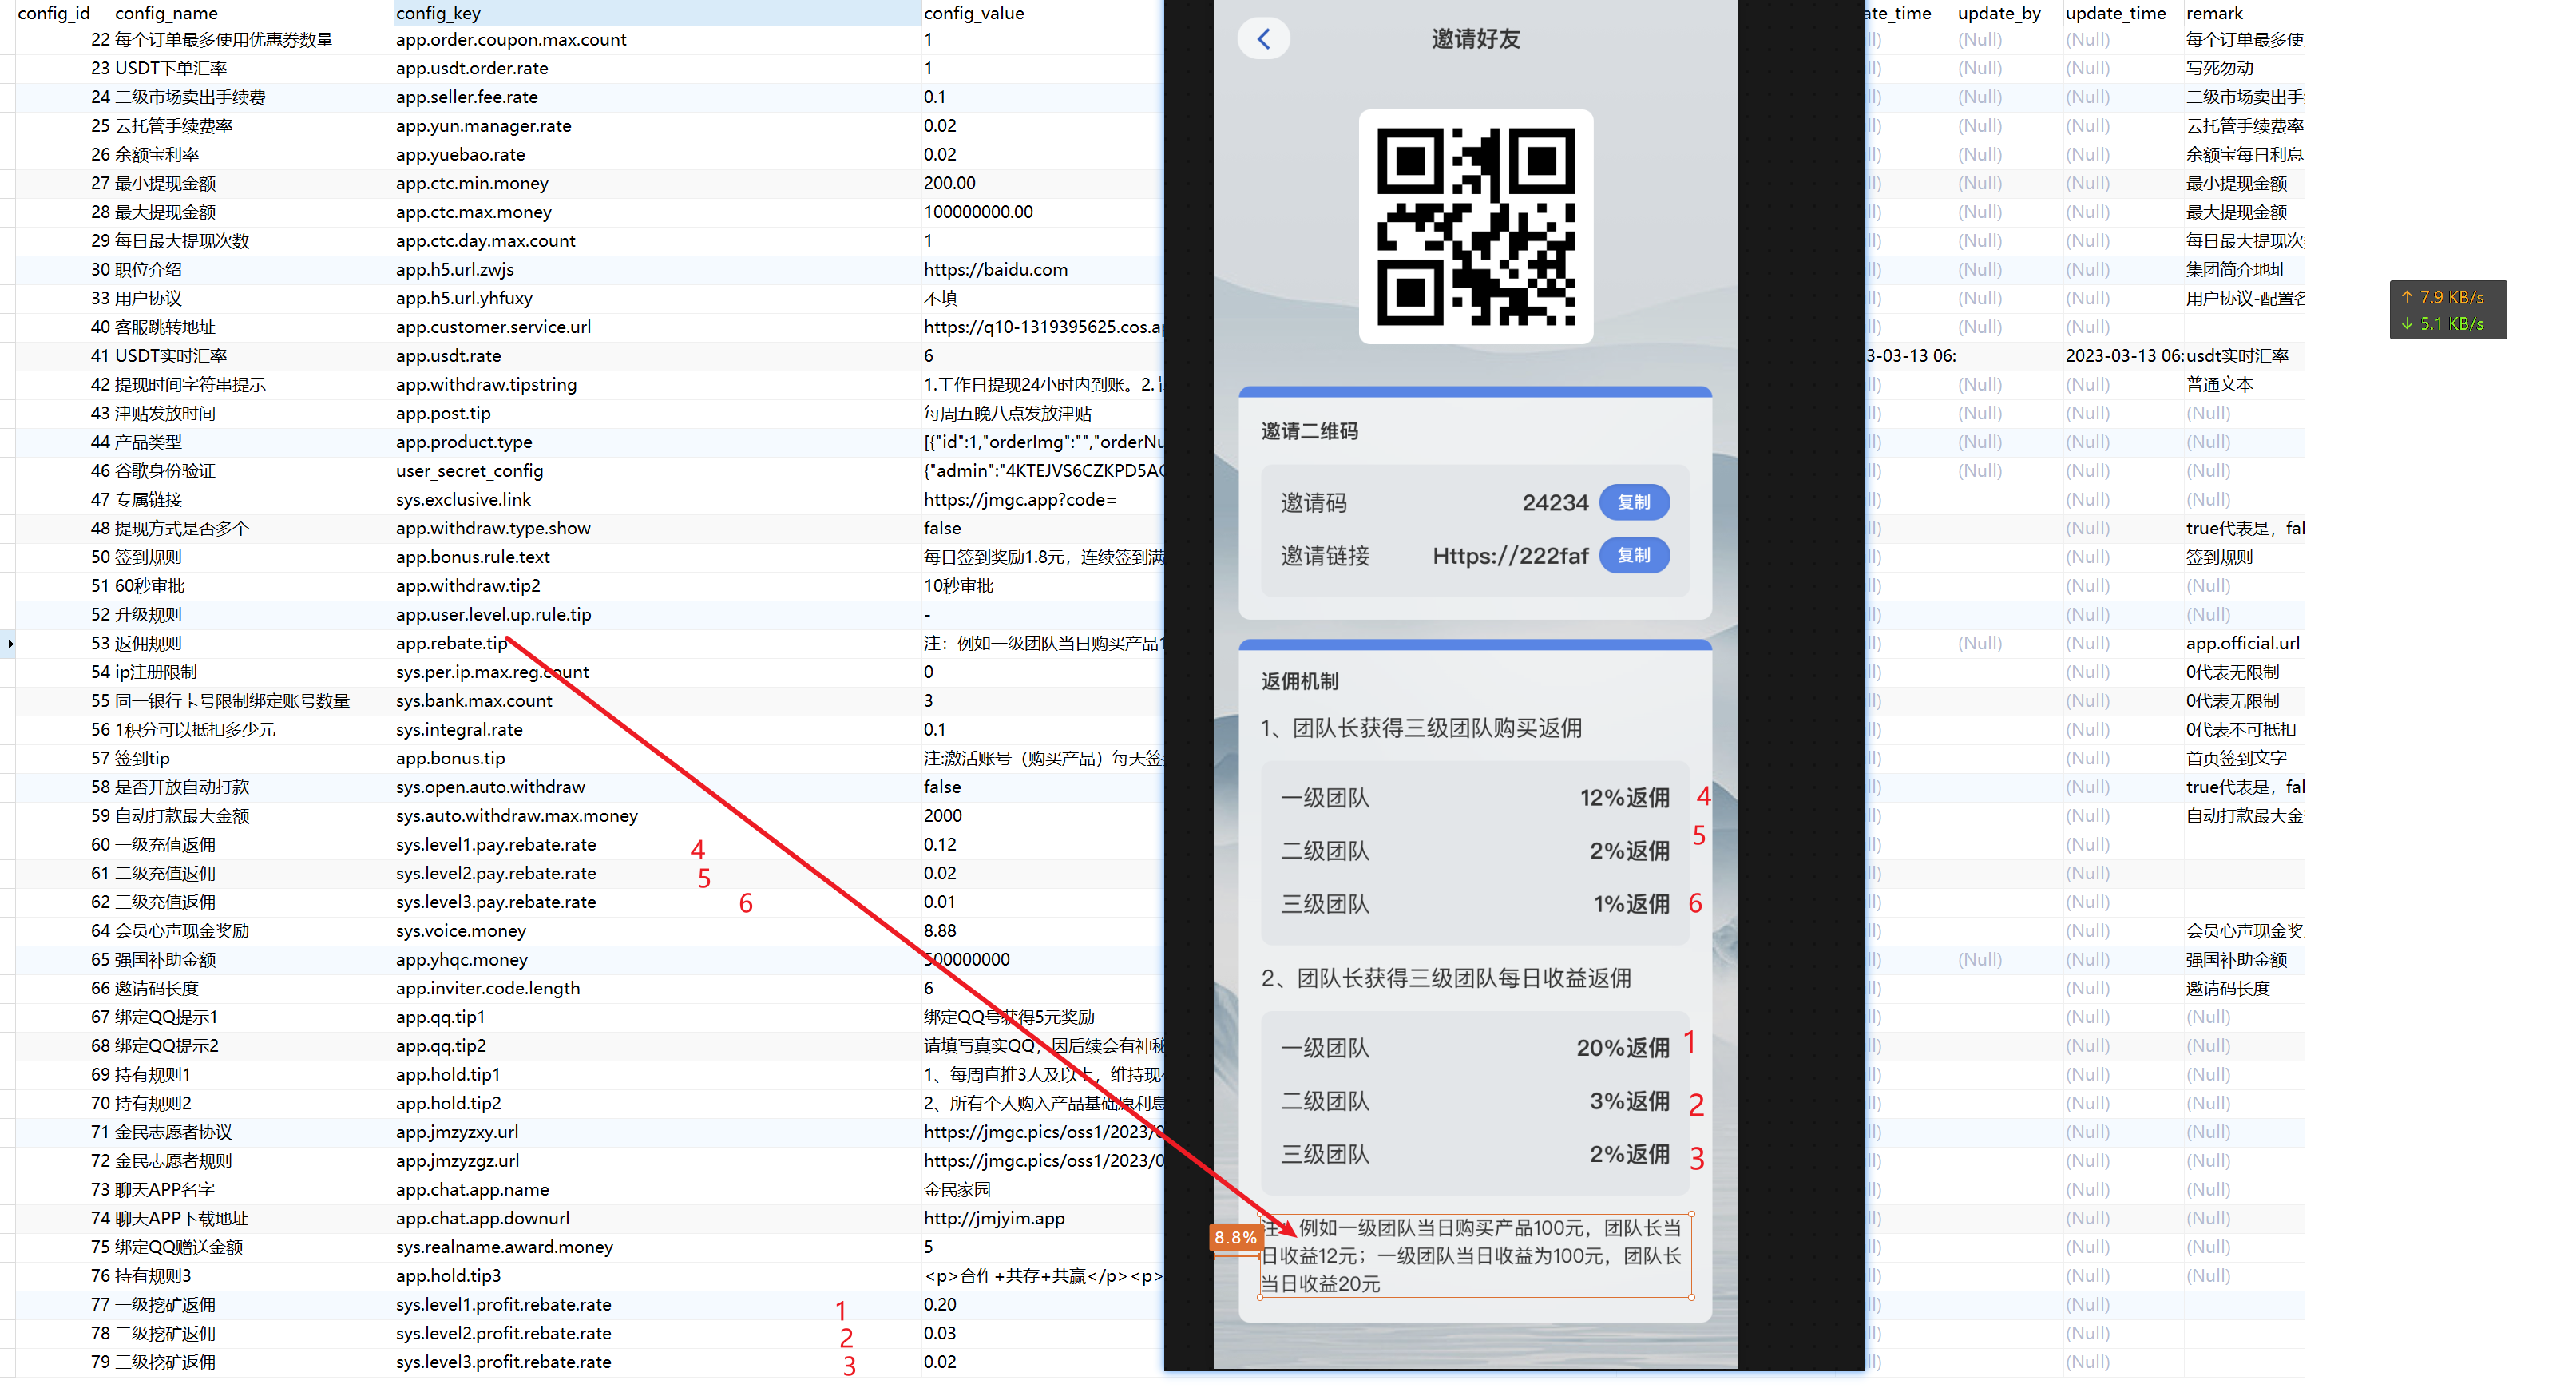 config_id config_name config_key config_value ate_time update_by update_time remark
22 每个订单最多使用优惠券数量 app.order.coupon.max.count 1 (Null) (Null) 每个订单最多使
23 USDT下单汇率 app.usdt.order.rate 1 (Null) (Null) 写死勿动
24 二级市场卖出手续费 app.seller.fee.rate 0.1 (Null) (Null) 二级市场卖出手
25 云托管手续费率 app.yun.manager.rate 0.02 (Null) (Null) 云托管手续费率
26 余额宝利率 app.yuebao.rate 0.02 (Null) (Null) 余额宝每日利息
27 最小提现金额 app.ctc.min.money 200.00 (Null) (Null) 最小提现金额
28 最大提现金额 app.ctc.max.money 100000000.00 (Null) (Null) 最大提现金额
29 每日最大提现次数 app.ctc.day.max.count 1 (Null) (Null) 每日最大提现次
30 职位介绍 app.h5.url.zwjs https://baidu.com (Null) (Null) 集团简介地址
33 用户协议 app.h5.url.yhfuxy 不填 (Null) (Null) 用户协议-配置名
40 客服跳转地址 app.customer.service.url https://q10-1319395625.cos.a (Null) (Null)
41 USDT实时汇率 app.usdt.rate 6 3-03-13 06: 2023-03-13 06: usdt实时汇率
42 提现时间字符串提示 app.withdraw.tipstring 1.工作日提现24小时内到账。2.节 (Null) (Null) 普通文本
43 津贴发放时间 app.post.tip 每周五晚八点发放津贴 (Null) (Null) (Null)
44 产品类型 app.product.type [{"id":1,"orderImg":"","orderNu (Null) (Null) (Null)
46 谷歌身份验证 user_secret_config {"admin":"4KTEJVS6CZKPD5A (Null) (Null) (Null)
47 专属链接 sys.exclusive.link https://jmgc.app?code= (Null) (Null)
48 提现方式是否多个 app.withdraw.type.show false (Null) true代表是，fal
50 签到规则 app.bonus.rule.text 每日签到奖励1.8元，连续签到满 (Null) 签到规则
51 60秒审批 app.withdraw.tip2 10秒审批 (Null) (Null)
52 升级规则 app.user.level.up.rule.tip - (Null) (Null)
53 返佣规则 app.rebate.tip 注：例如一级团队当日购买产品1 (Null) (Null) app.official.url
54 ip注册限制 sys.per.ip.max.reg.count 0 (Null) 0代表无限制
55 同一银行卡号限制绑定账号数量 sys.bank.max.count 3 (Null) 0代表无限制
56 1积分可以抵扣多少元 sys.integral.rate 0.1 (Null) 0代表不可抵扣
57 签到tip app.bonus.tip 注:激活账号（购买产品）每天签 (Null) 首页签到文字
58 是否开放自动打款 sys.open.auto.withdraw false (Null) true代表是，fal
59 自动打款最大金额 sys.auto.withdraw.max.money 2000 (Null) 自动打款最大金
60 一级充值返佣 sys.level1.pay.rebate.rate 4 0.12 (Null)
61 二级充值返佣 sys.level2.pay.rebate.rate 5 0.02 (Null)
62 三级充值返佣 sys.level3.pay.rebate.rate 6 0.01 (Null)
64 会员心声现金奖励 sys.voice.money 8.88 (Null) 会员心声现金奖
65 强国补助金额 app.yhqc.money 500000000 (Null) (Null) 强国补助金额
66 邀请码长度 app.inviter.code.length 6 (Null) 邀请码长度
67 绑定QQ提示1 app.qq.tip1 绑定QQ号获得5元奖励 (Null) (Null)
68 绑定QQ提示2 app.qq.tip2 请填写真实QQ，因后续会有神秘 (Null) (Null)
69 持有规则1 app.hold.tip1 1、每周直推3人及以上，维持现 (Null) (Null)
70 持有规则2 app.hold.tip2 2、所有个人购入产品基础原利息 (Null) (Null)
71 金民志愿者协议 app.jmzyzxy.url https://jmgc.pics/oss1/2023/0 (Null) (Null)
72 金民志愿者规则 app.jmzyzgz.url https://jmgc.pics/oss1/2023/0 (Null) (Null)
73 聊天APP名字 app.chat.app.name 金民家园 (Null) (Null)
74 聊天APP下载地址 app.chat.app.downurl http://jmjyim.app (Null) (Null)
75 绑定QQ赠送金额 sys.realname.award.money 5 (Null) (Null)
76 持有规则3 app.hold.tip3 <p>合作+共存+共赢</p><p> (Null) (Null)
77 一级挖矿返佣 sys.level1.profit.rebate.rate 1 0.20 (Null)
78 二级挖矿返佣 sys.level2.profit.rebate.rate 2 0.03 (Null)
79 三级挖矿返佣 sys.level3.profit.rebate.rate 3 0.02 (Null)
邀请好友
邀请二维码
邀请码 24234 复制
邀请链接 Https://222faf 复制
返佣机制
1、团队长获得三级团队购买返佣
一级团队 12%返佣 4
二级团队 2%返佣 5
三级团队 1%返佣 6
2、团队长获得三级团队每日收益返佣
一级团队 20%返佣 1
二级团队 3%返佣 2
三级团队 2%返佣 3
注：例如一级团队当日购买产品100元，团队长当
日收益12元；一级团队当日收益为100元，团队长
当日收益20元
8.8%
↑ 7.9 KB/s
↓ 5.1 KB/s